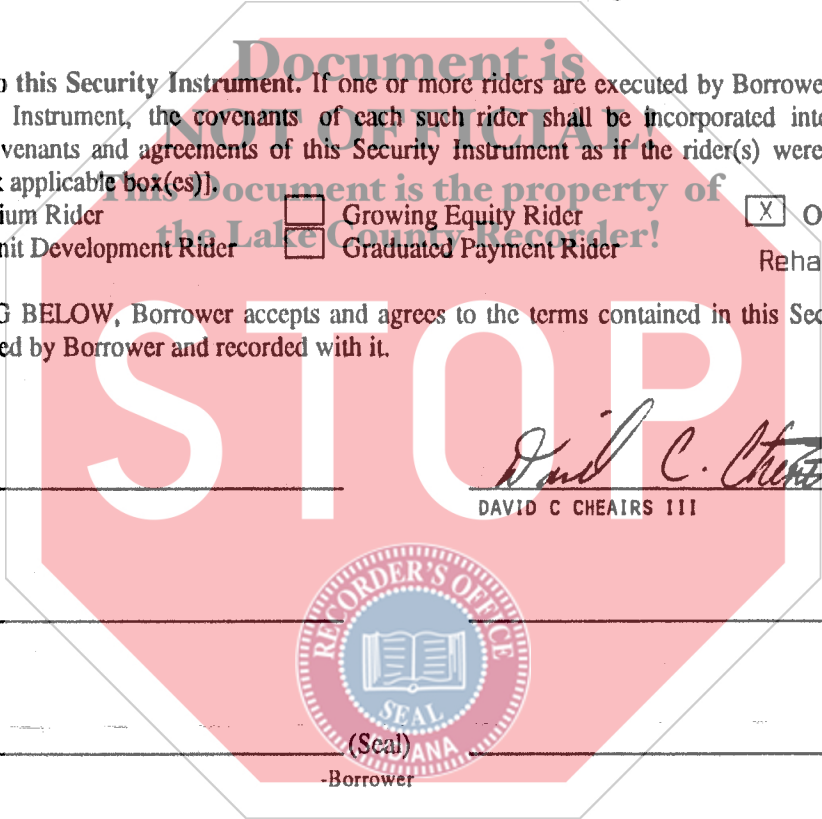 Document is
o this Security Instrument. If one or more riders are executed by Borrowe
Instrument, the covenants of each such rider shall be incorporated int
NOT OFFICIAL!
venants and agreements of this Security Instrument as if the rider(s) were
applicable box(es)].
This Document is the property of
ium Rider Growing Equity Rider X O
the Lake County Recorder!
nit Development Rider Graduated Payment Rider
Reha
G BELOW, Borrower accepts and agrees to the terms contained in this Sec
ed by Borrower and recorded with it.
STOP
David C. Cheairs
DAVID C CHEAIRS III
RECORDER'S OFFICE
SEAL
(Seal)
-Borrower